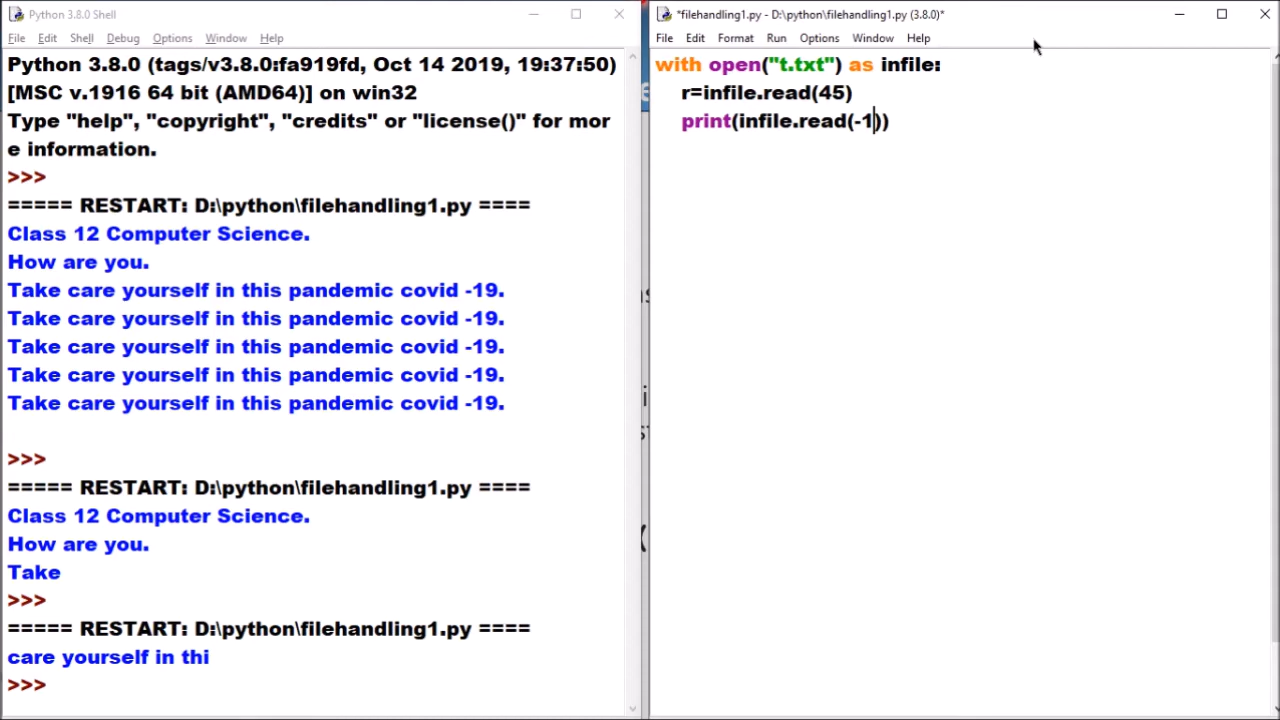 Python 3.8.0 Shell
File Edit Shell Debug Options Window Help
Python 3.8.0 (tags/v3.8.0:fa919fd, Oct 14 2019, 19:37:50)
[MSC v.1916 64 bit (AMD64)] on win32
Type "help", "copyright", "credits" or "license()" for mor
e information.
>>>
===== RESTART: D:\python\filehandling1.py ====
Class 12 Computer Science.
How are you.
Take care yourself in this pandemic covid -19.
Take care yourself in this pandemic covid -19.
Take care yourself in this pandemic covid -19.
Take care yourself in this pandemic covid -19.
Take care yourself in this pandemic covid -19.
>>>
===== RESTART: D:\python\filehandling1.py ====
Class 12 Computer Science.
How are you.
Take
>>>
===== RESTART: D:\python\filehandling1.py ====
care yourself in thi
>>>
*filehandling1.py - D:\python\filehandling1.py (3.8.0)*
File Edit Format Run Options Window Help
with open("t.txt") as infile:
r=infile.read(45)
print(infile.read(-1))